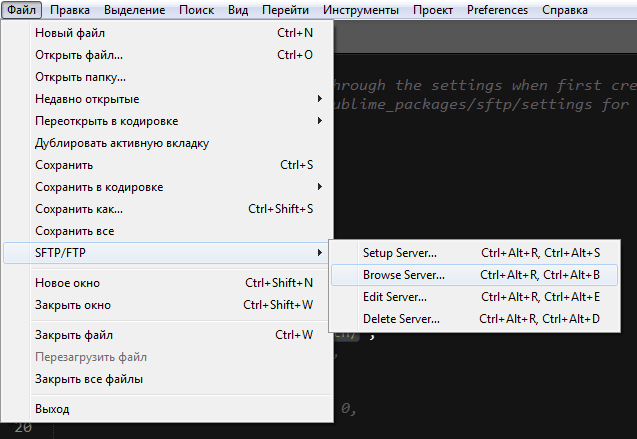 Файл Правка Выделение Поиск Вид Перейти Инструменты Проект Preferences Справка
Новый файл Ctrl+N
Открыть файл... Ctrl+O
Открыть папку...
hrough the settings when first cre
Недавно открытые
ublime_packages/sftp/settings for
Переоткрыть в кодировке
Дублировать активную вкладку
Сохранить Ctrl+S
Сохранить в кодировке
Сохранить как... Ctrl+Shift+S
Сохранить все
SFTP/FTP
Setup Server... Ctrl+Alt+R, Ctrl+Alt+S
Browse Server... Ctrl+Alt+R, Ctrl+Alt+B
Edit Server... Ctrl+Alt+R, Ctrl+Alt+E
Delete Server... Ctrl+Alt+R, Ctrl+Alt+D
Новое окно Ctrl+Shift+N
Закрыть окно Ctrl+Shift+W
Закрыть файл Ctrl+W
Перезагрузить файл
Закрыть все файлы
Выход
0,
20